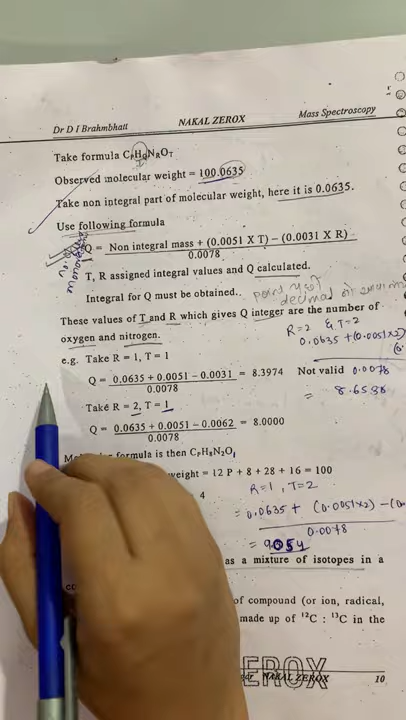 Dr D I Brahmbhatt NAKAL ZEROX Mass Spectroscopy
Take formula CPHQNROT
Observed molecular weight = 100.0635
Take non integral part of molecular weight, here it is 0.0635.
Use following formula
Q = Non integral mass + (0.0051 X T) – (0.0031 X R)
0.0078
T, R assigned integral values and Q calculated.
Integral for Q must be obtained..
These values of T and R which gives Q integer are the number of
oxygen and nitrogen.
R=2 & T=2
0.0635 + (0.0051x2)
e.g. Take R = 1, T = 1
Q = 0.0635 + 0.0051 – 0.0031 = 8.3974 Not valid
0.0078
0.0078
= 8.6538
Take R = 2, T = 1
Q = 0.0635 + 0.0051 – 0.0062 = 8.0000
0.0078
formula is then CPH8N2O1
weight = 12 P + 8 + 28 + 16 = 100
4
R=1, T=2
= 0.0635 + (0.0051x2) – (0.
0.0078
= 9.054
as a mixture of isotopes in a
of compound (or ion, radical,
made up of ¹²C : ¹³C in the
NAKAL ZEROX 10